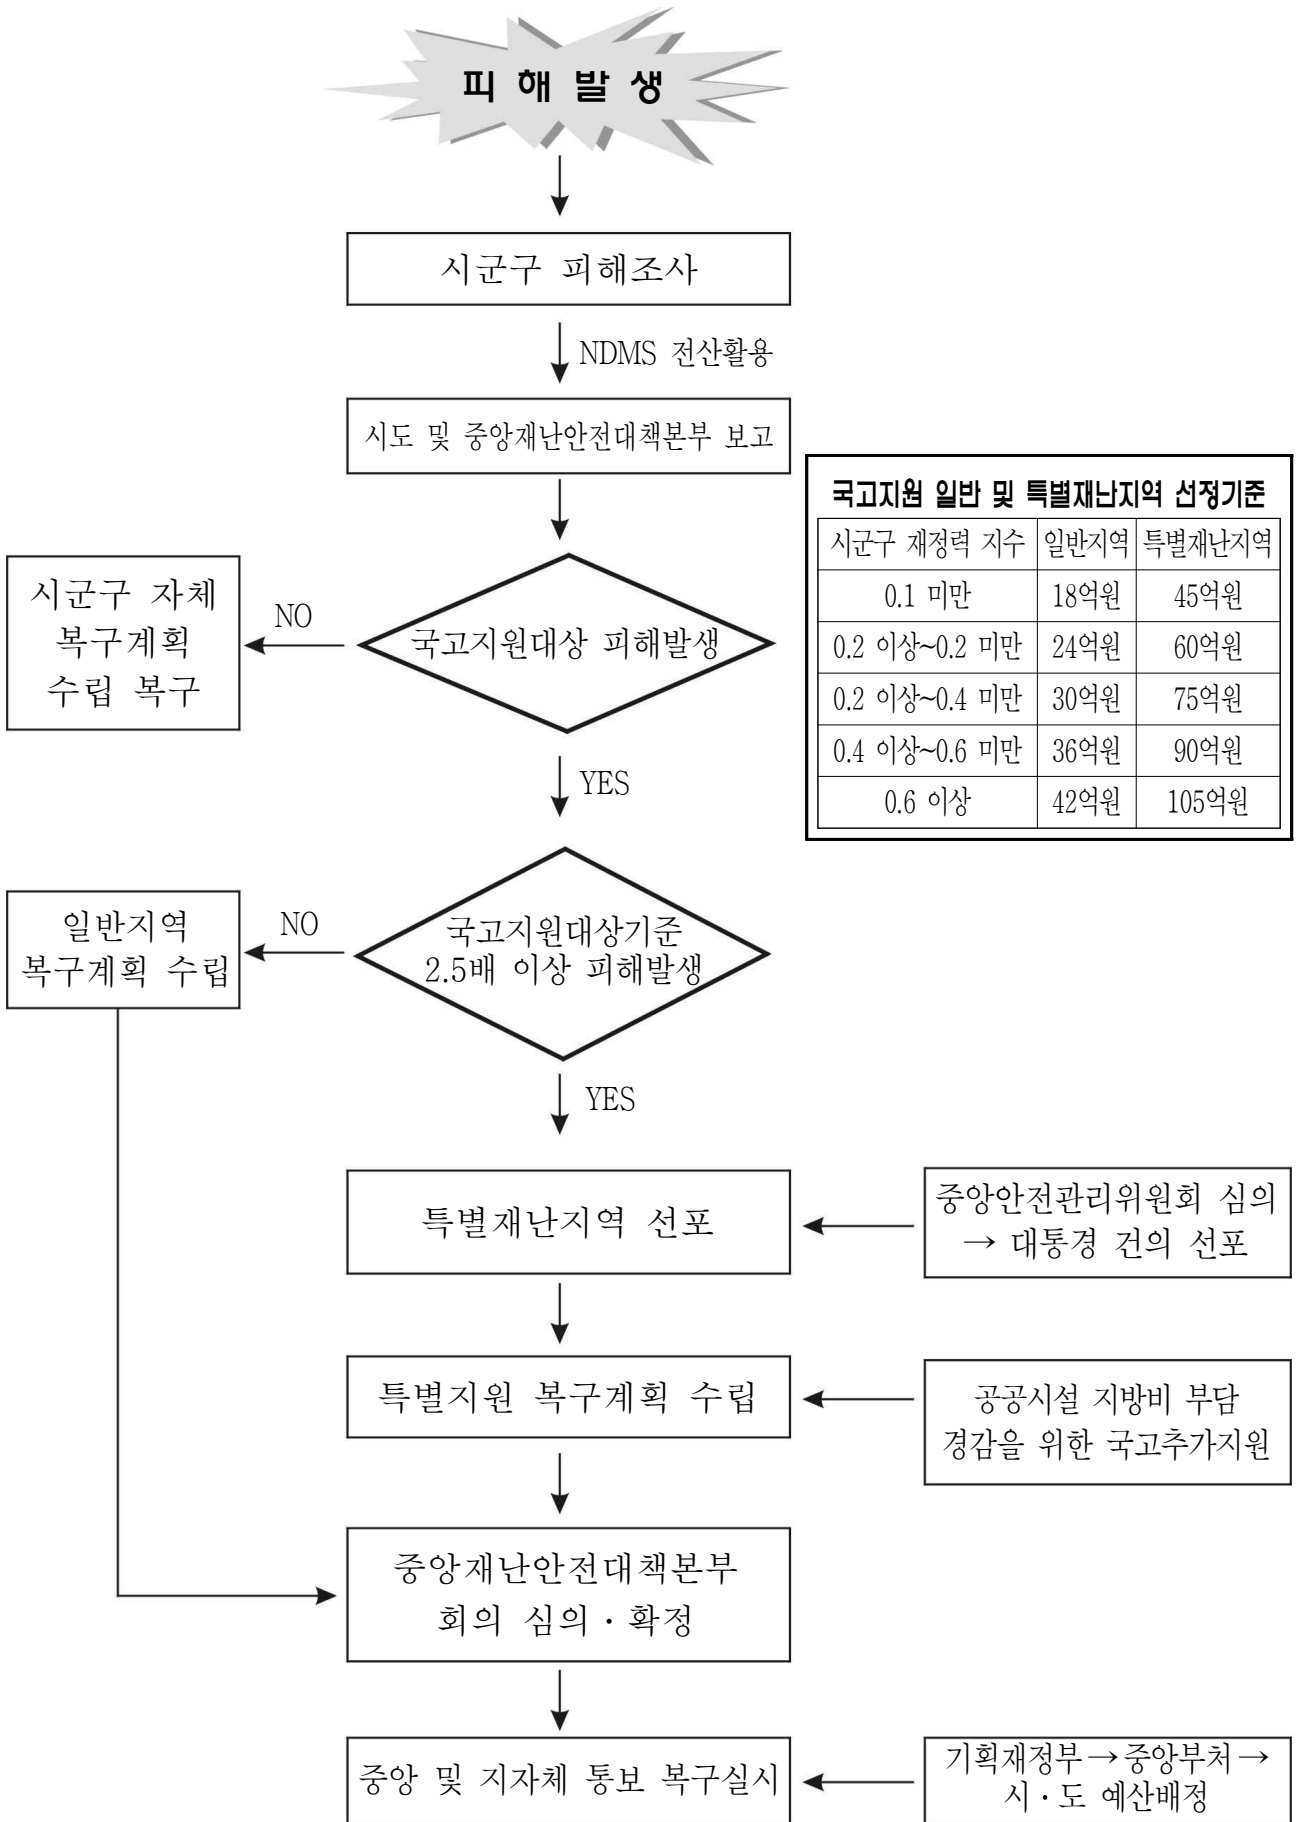 피 해 발 생
시군구 피해조사
NDMS 전산활용
시도 및 중앙재난안전대책본부 보고
국고지원 일반 및 특별재난지역 선정기준
시군구 재정력 지수 일반지역 특별재난지역
0.1 미만 18억원 45억원
0.2 이상~0.2 미만 24억원 60억원
0.2 이상~0.4 미만 30억원 75억원
0.4 이상~0.6 미만 36억원 90억원
0.6 이상 42억원 105억원
국고지원대상 피해발생
NO
시군구 자체
복구계획
수립 복구
YES
국고지원대상기준
2.5배 이상 피해발생
NO
일반지역
복구계획 수립
YES
특별재난지역 선포
중앙안전관리위원회 심의
→ 대통경 건의 선포
특별지원 복구계획 수립
공공시설 지방비 부담
경감을 위한 국고추가지원
중앙재난안전대책본부
회의 심의·확정
중앙 및 지자체 통보 복구실시
기획재정부→중앙부처→
시·도 예산배정